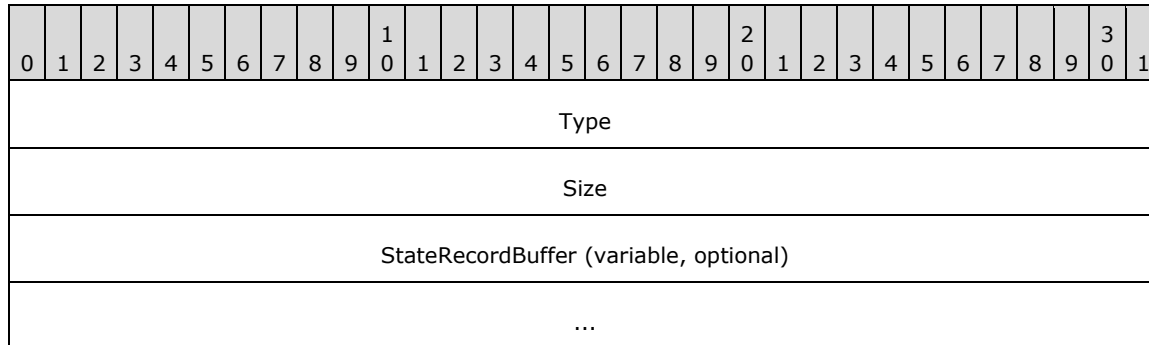 1 2 3
0 1 2 3 4 5 6 7 8 9 0 1 2 3 4 5 6 7 8 9 0 1 2 3 4 5 6 7 8 9 0 1
Type
Size
StateRecordBuffer (variable, optional)
...